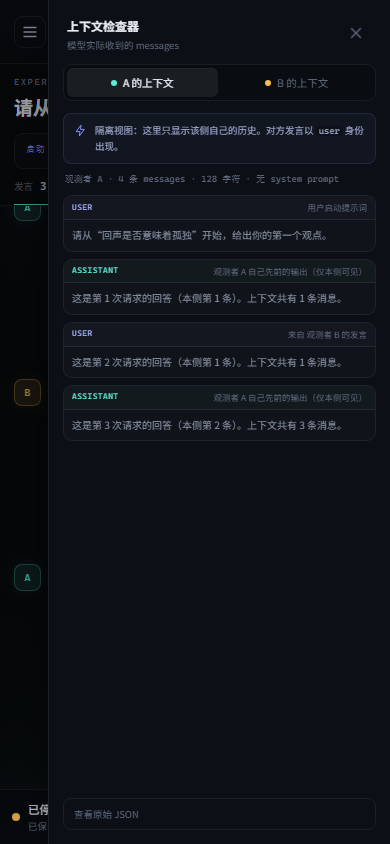 上下文检查器
模型实际收到的 messages
A 的上下文
B 的上下文
隔离视图：这里只显示该侧自己的历史。对方发言以 user 身份
出现。
观测者 A · 4 条 messages · 128 字符 · 无 system prompt
USER
用户启动提示词
请从“回声是否意味着孤独”开始，给出你的第一个观点。
ASSISTANT
观测者 A 自己先前的输出（仅本侧可见）
这是第 1 次请求的回答（本侧第 1 条）。上下文共有 1 条消息。
USER
来自 观测者 B 的发言
这是第 2 次请求的回答（本侧第 1 条）。上下文共有 1 条消息。
ASSISTANT
观测者 A 自己先前的输出（仅本侧可见）
这是第 3 次请求的回答（本侧第 2 条）。上下文共有 3 条消息。
查看原始 JSON
EXPER
请从
启动
发言 3
A
B
A
已停
已保